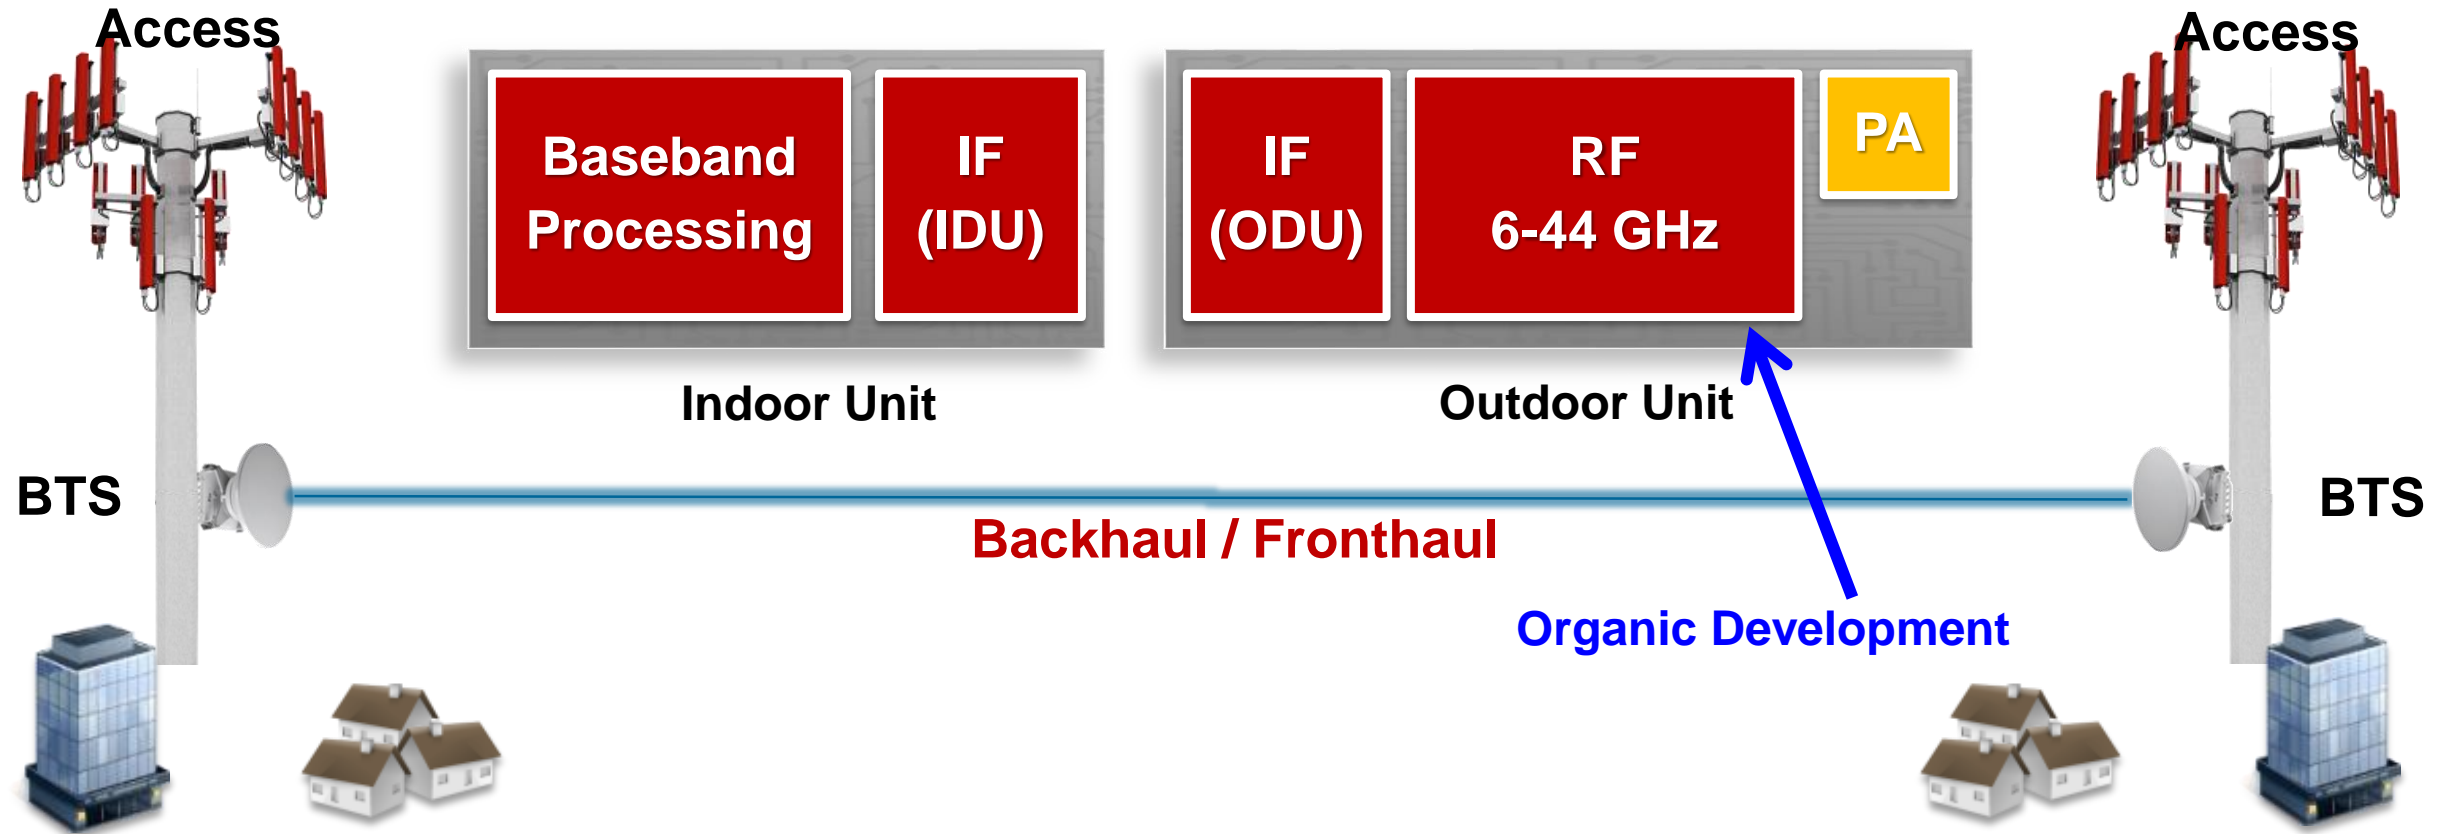 Access
Access
Baseband
Processing
IF
(IDU)
IF
(ODU)
RF
6-44 GHz
PA
Indoor Unit
Outdoor Unit
BTS
BTS
Backhaul / Fronthaul
Organic Development